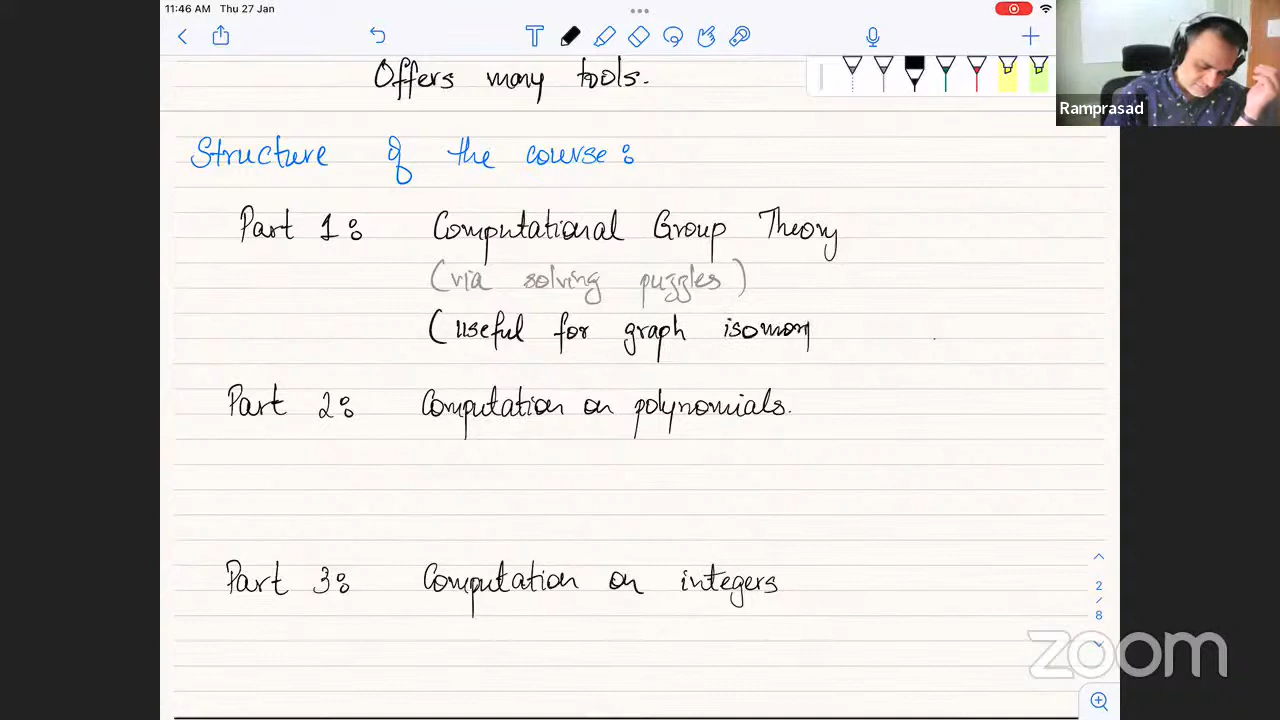 11:46 AM Thu 27 Jan
Offers many tools.
Ramprasad
Structure of the course:
Part 1: Computational Group Theory
(via solving puzzles)
(useful for graph isomorp
Part 2: Computation on polynomials.
Part 3: Computation on integers
2
/
8
zoom